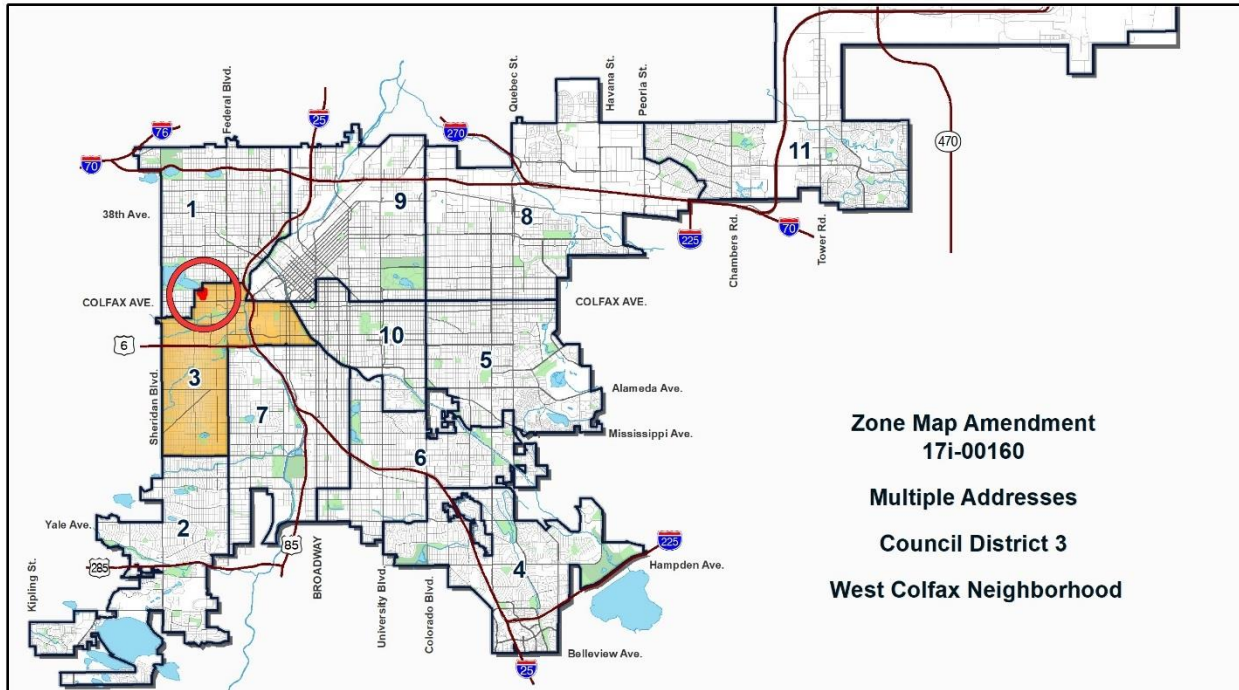 Federal Blvd.
Quebec St.
Havana St.
Peoria St.
76
25
270
70
470
11
1
9
8
38th Ave.
225
Chambers Rd.
70
Tower Rd.
COLFAX AVE.
COLFAX AVE.
10
6
5
Sheridan Blvd.
3
7
Alameda Ave.
Mississippi Ave.
6
Zone Map Amendment
17i-00160
Multiple Addresses
Council District 3
West Colfax Neighborhood
2
Yale Ave.
85
285
BROADWAY
University Blvd.
Colorado Blvd.
4
225
Hampden Ave.
Kipling St.
Belleview Ave.
25